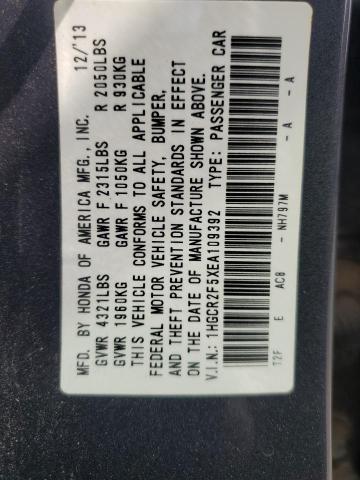 MFD. BY HONDA OF AMERICA MFG., INC. 12/13
GVWR 4321LBS GAWR F 2315LBS R 2050LBS
GVWR 1960KG GAWR F 1050KG R 930KG
THIS VEHICLE CONFORMS TO ALL APPLICABLE
FEDERAL MOTOR VEHICLE SAFETY, BUMPER,
AND THEFT PREVENTION STANDARDS IN EFFECT
ON THE DATE OF MANUFACTURE SHOWN ABOVE.
V.I.N.: 1HGCR2F5XEA109392 TYPE: PASSENGER CAR
T2F E AC8 - NH797M - A - A